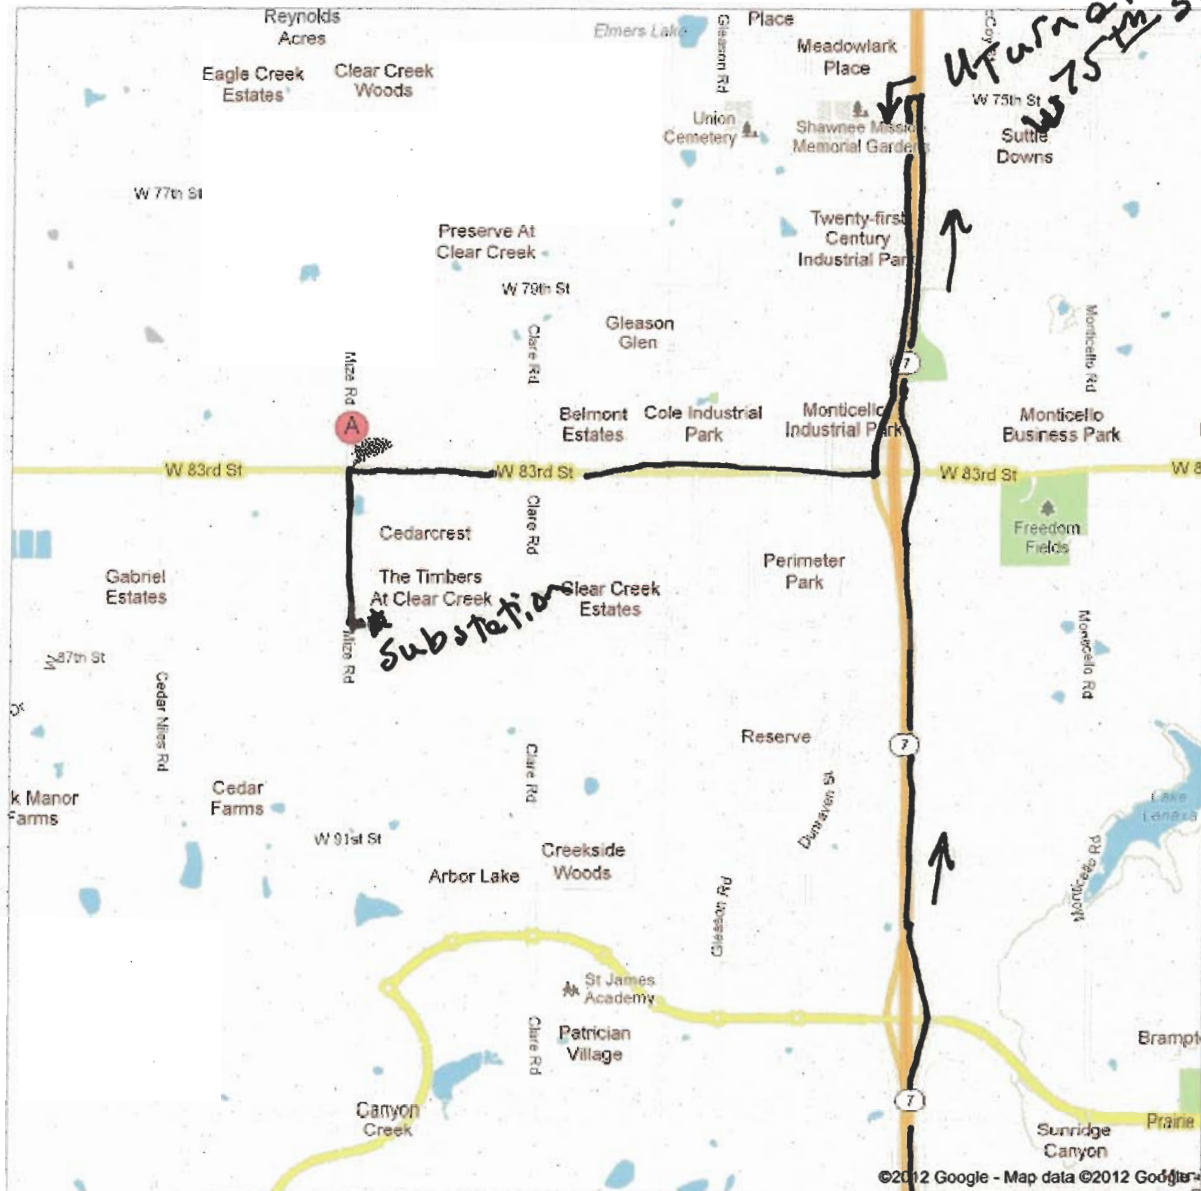 Reynolds
Acres
Elmers Lake
Gleason Rd
Place
Meadowlark
Place
U Turn at
W 75th S
Eagle Creek
Estates
Clear Creek
Woods
W 75th St
Union
Cemetery
Shawnee Mission
Memorial Gardens
Suttle
Downs
W 77th St
Twenty-first
Century
Industrial Park
Preserve At
Clear Creek
W 79th St
Gleason
Glen
Clare Rd
Monticello Rd
Mize Rd
7
A
Belmont
Estates
Cole Industrial
Park
Monticello
Industrial Park
Monticello
Business Park
W 83rd St
W 83rd St
W 83rd St
W 8
Clare Rd
Cedarcrest
Freedom
Fields
Gabriel
Estates
The Timbers
At Clear Creek
Clear Creek
Estates
Perimeter
Park
Substation
Mize Rd
Monticello Rd
87th St
Cedar Niles Rd
Reserve
7
Clare Rd
k Manor
Farms
Cedar
Farms
Dunraven St
Lake
Lenexa
W 91st St
Creekside
Woods
Arbor Lake
Monticello Rd
Gleason Rd
St James
Academy
Clare Rd
Patrician
Village
Brampt
7
Canyon
Creek
Prairie
Sunridge
Canyon
©2012 Google - Map data ©2012 Google